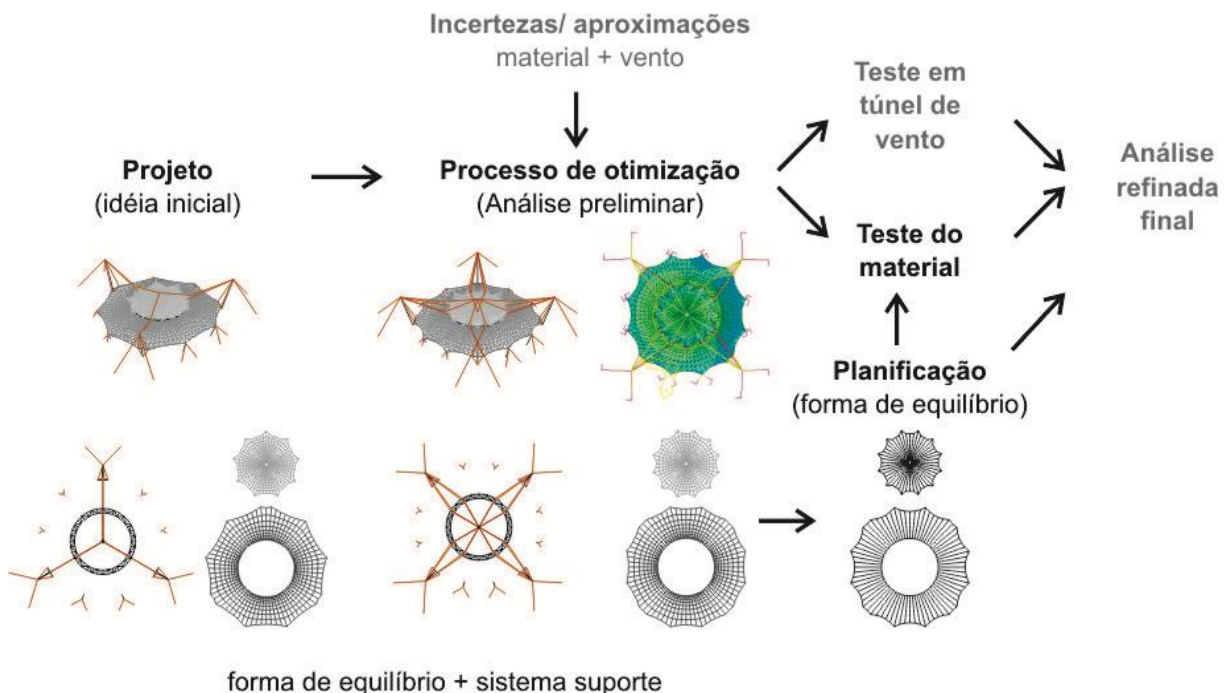 Incertezas/ aproximações
material + vento
Teste em
túnel de
vento
Projeto
(idéia inicial)
Processo de otimização
(Análise preliminar)
Análise
refinada
final
Teste do
material
Planificação
(forma de equilíbrio)
forma de equilíbrio + sistema suporte